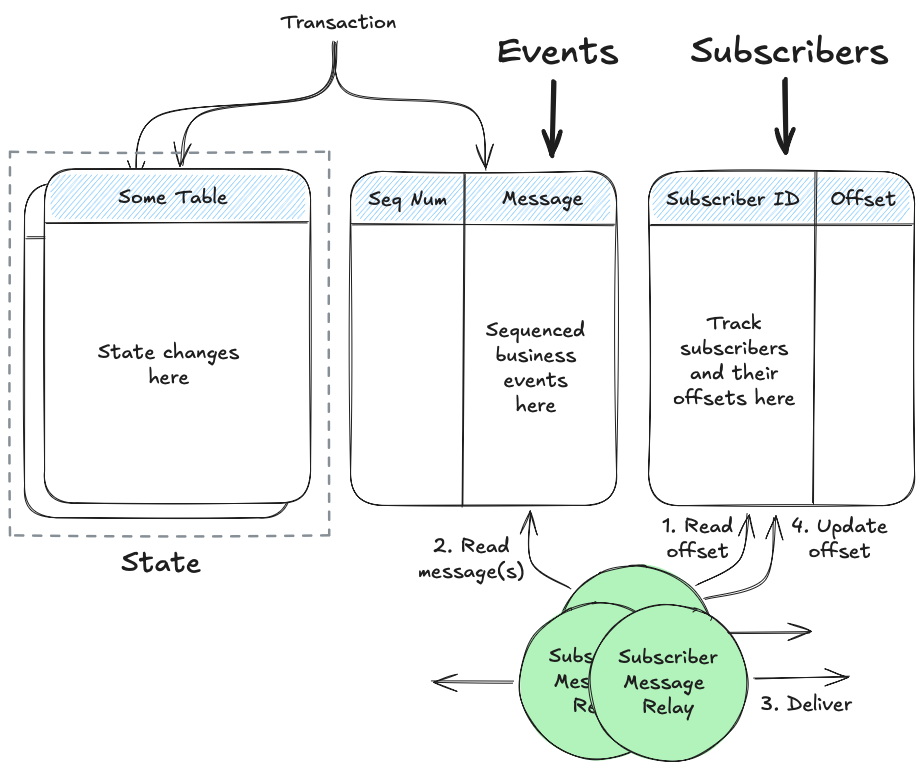 Transaction
Events
Subscribers
Some Table
State changes
here
State
Seq Num
Message
Sequenced
business
events
here
Subscriber ID
Offset
Track
subscribers
and their
offsets here
2. Read
message(s)
1. Read
offset
4. Update
offset
Subs
Mes
Re
Subscriber
Message
Relay
3. Deliver